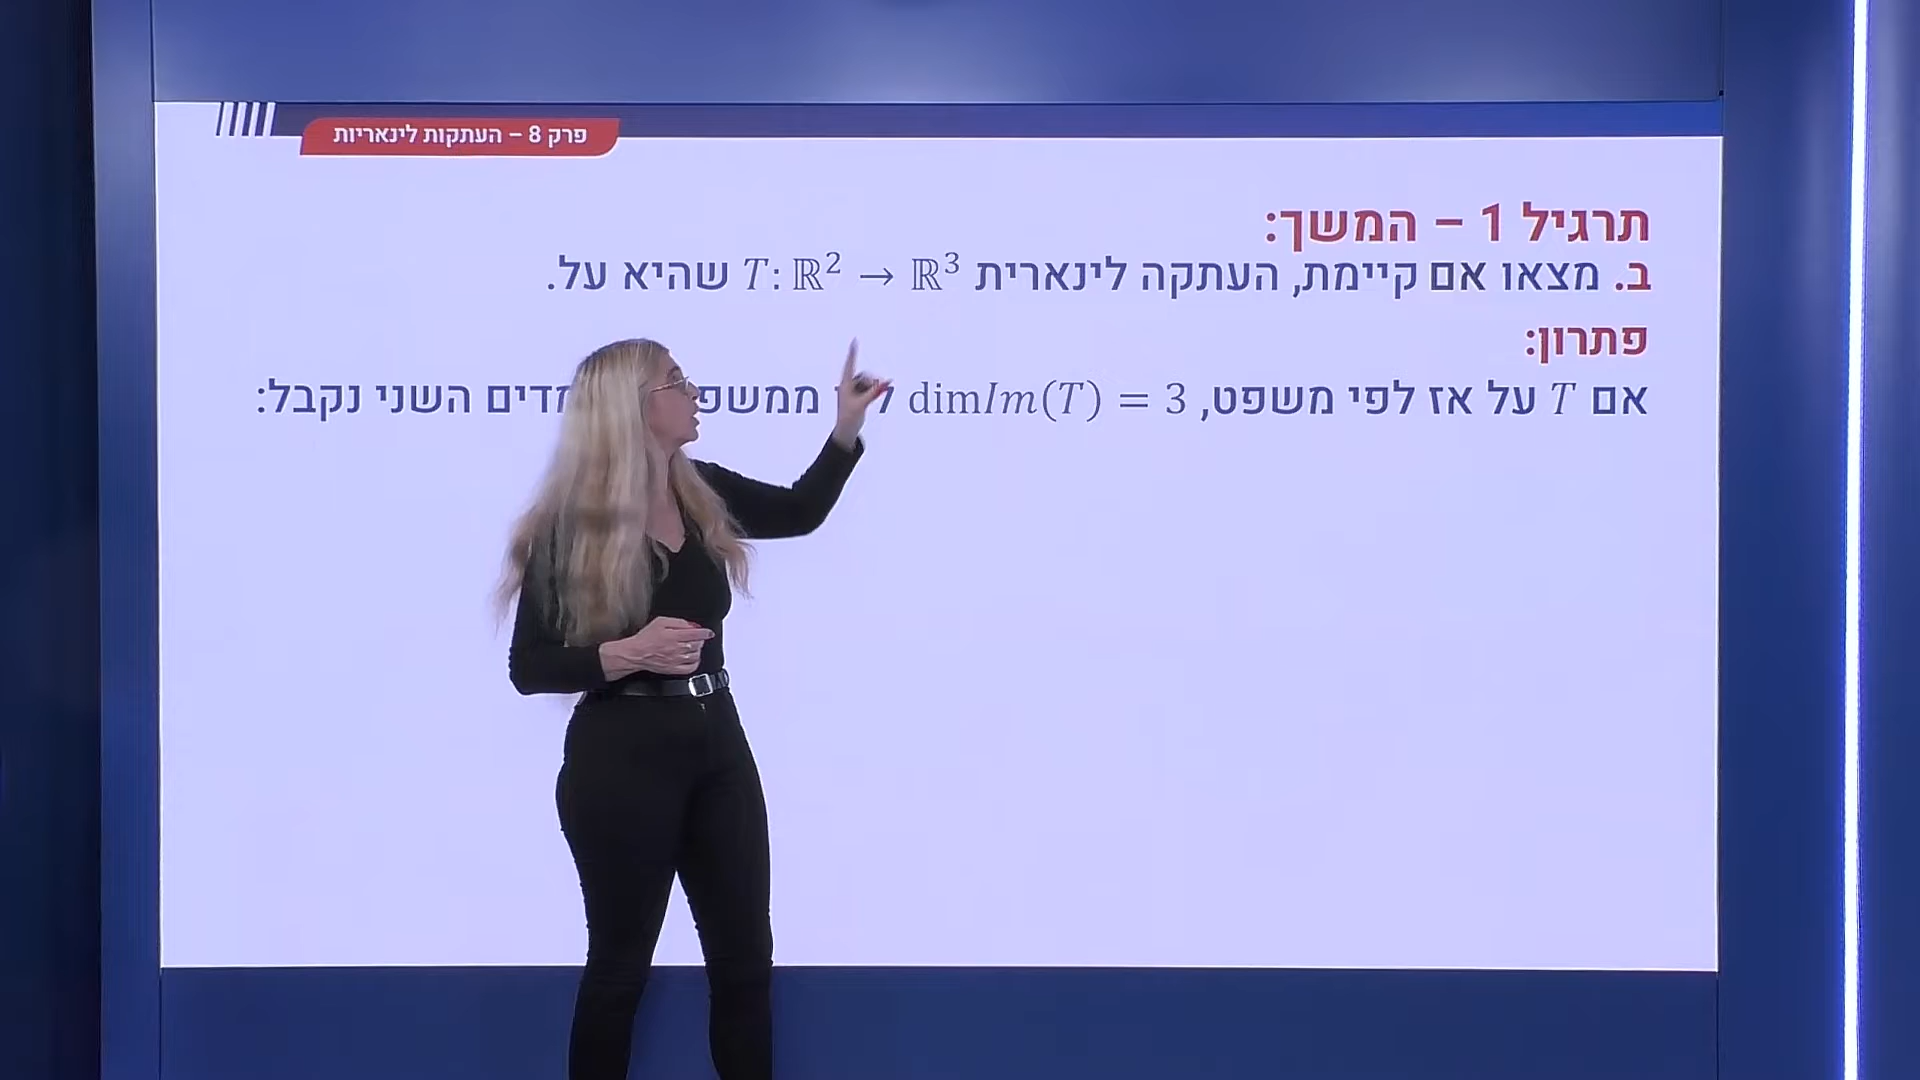 פרק 8 – העתקות לינאריות
תרגיל 1 – המשך:
ב. מצאו אם קיימת, העתקה לינארית T: ℝ² → ℝ³ שהיא על.
פתרון:
אם T על אז לפי משפט, dimIm(T) = 3 השני נקבל: